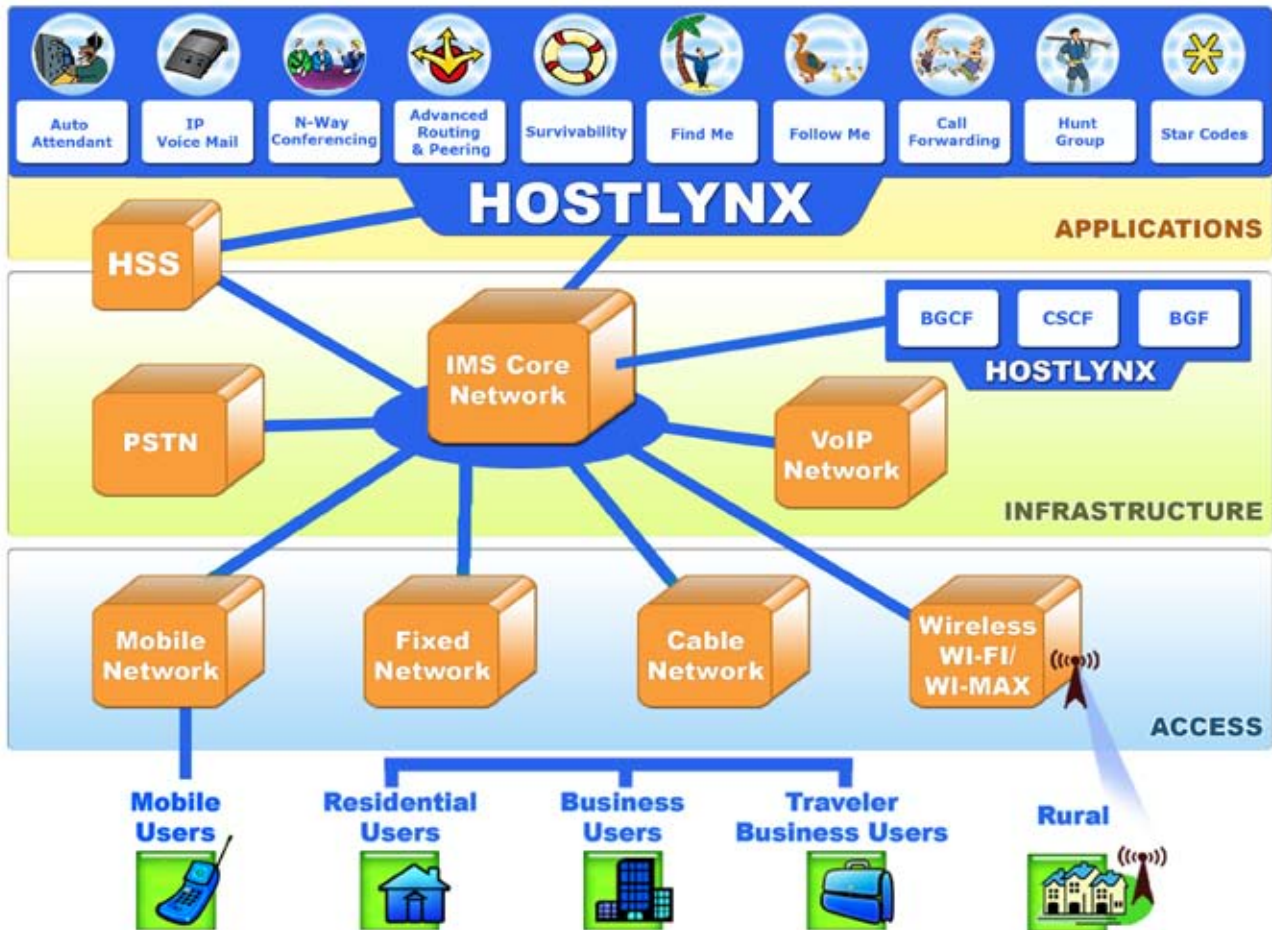 Auto
Attendant
IP
Voice Mail
N-Way
Conferencing
Advanced
Routing
& Peering
Survivability
Find Me
Follow Me
Call
Forwarding
Hunt
Group
Star Codes
HOSTLYNX
APPLICATIONS
HSS
BGCF
CSCF
BGF
HOSTLYNX
IMS Core
Network
PSTN
VoIP
Network
INFRASTRUCTURE
Mobile
Network
Fixed
Network
Cable
Network
Wireless
WI-FI/
WI-MAX
ACCESS
Mobile
Users
Residential
Users
Business
Users
Traveler
Business Users
Rural